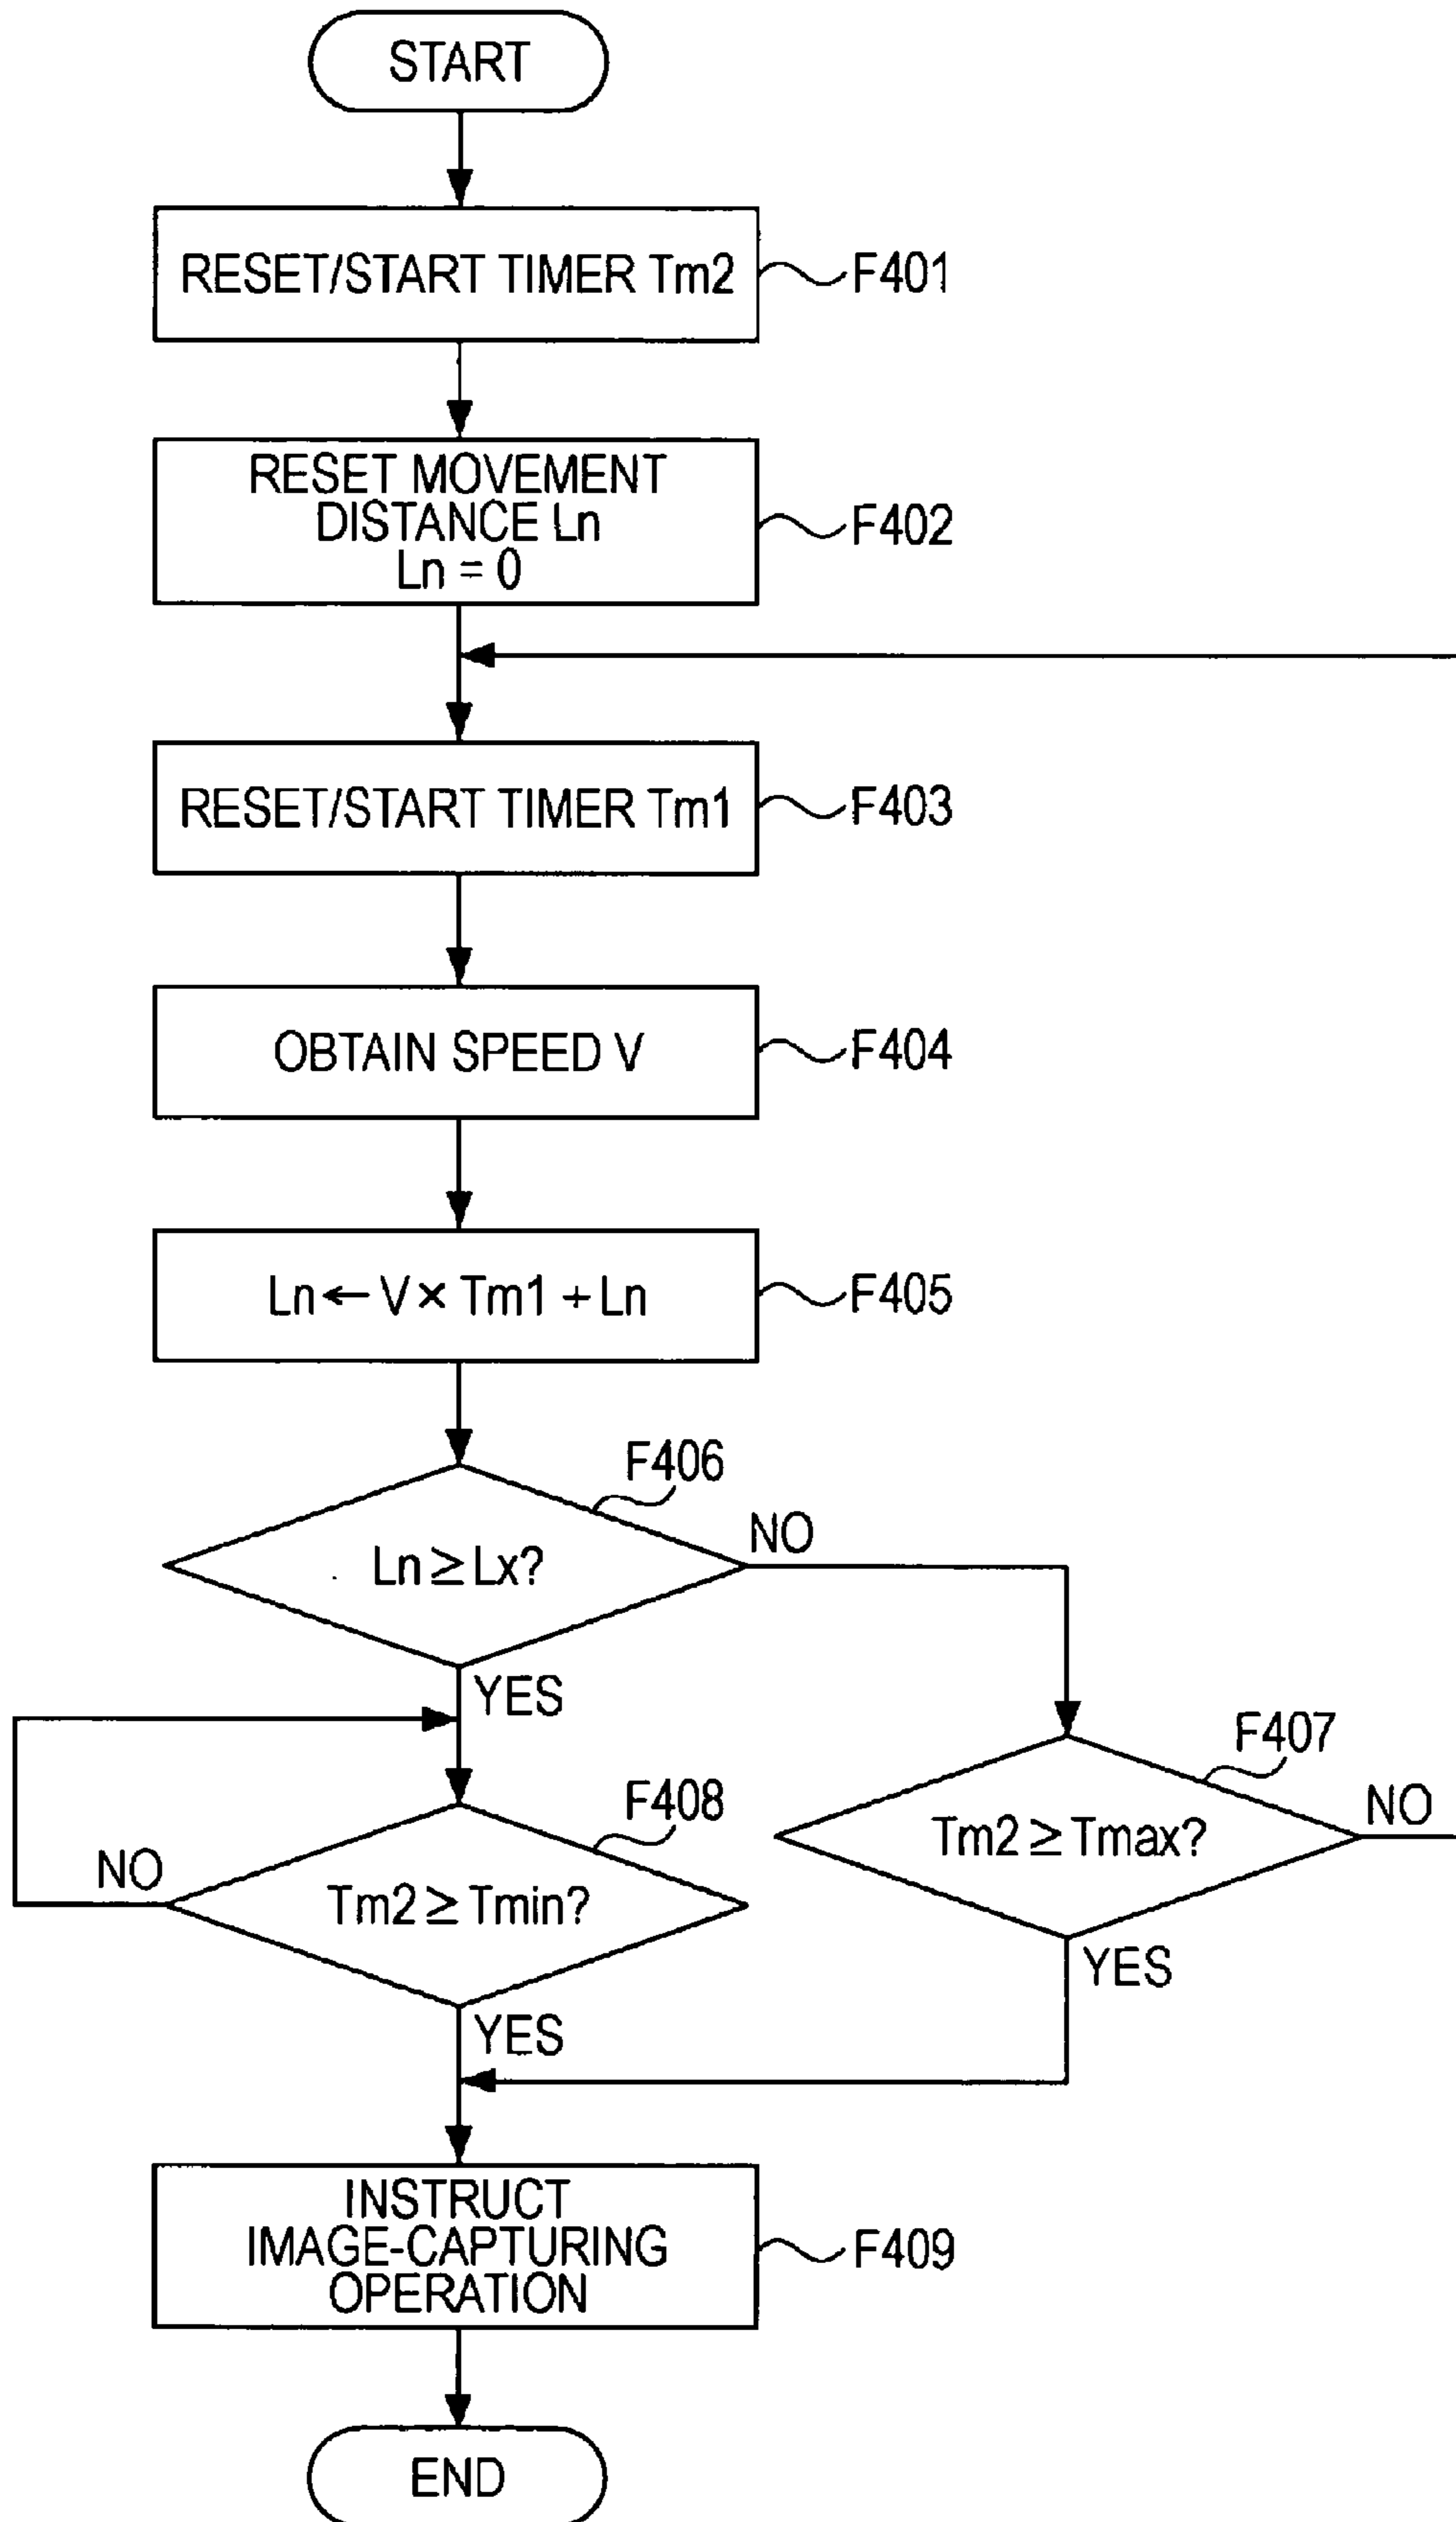 START
RESET/START TIMER Tm2
F401
RESET MOVEMENT
DISTANCE Ln
Ln = 0
F402
RESET/START TIMER Tm1
F403
OBTAIN SPEED V
F404
Ln ← V × Tm1 + Ln
F405
F406
Ln ≥ Lx?
NO
YES
F407
Tm2 ≥ Tmax?
NO
YES
F408
Tm2 ≥ Tmin?
NO
YES
INSTRUCT
IMAGE-CAPTURING
OPERATION
F409
END